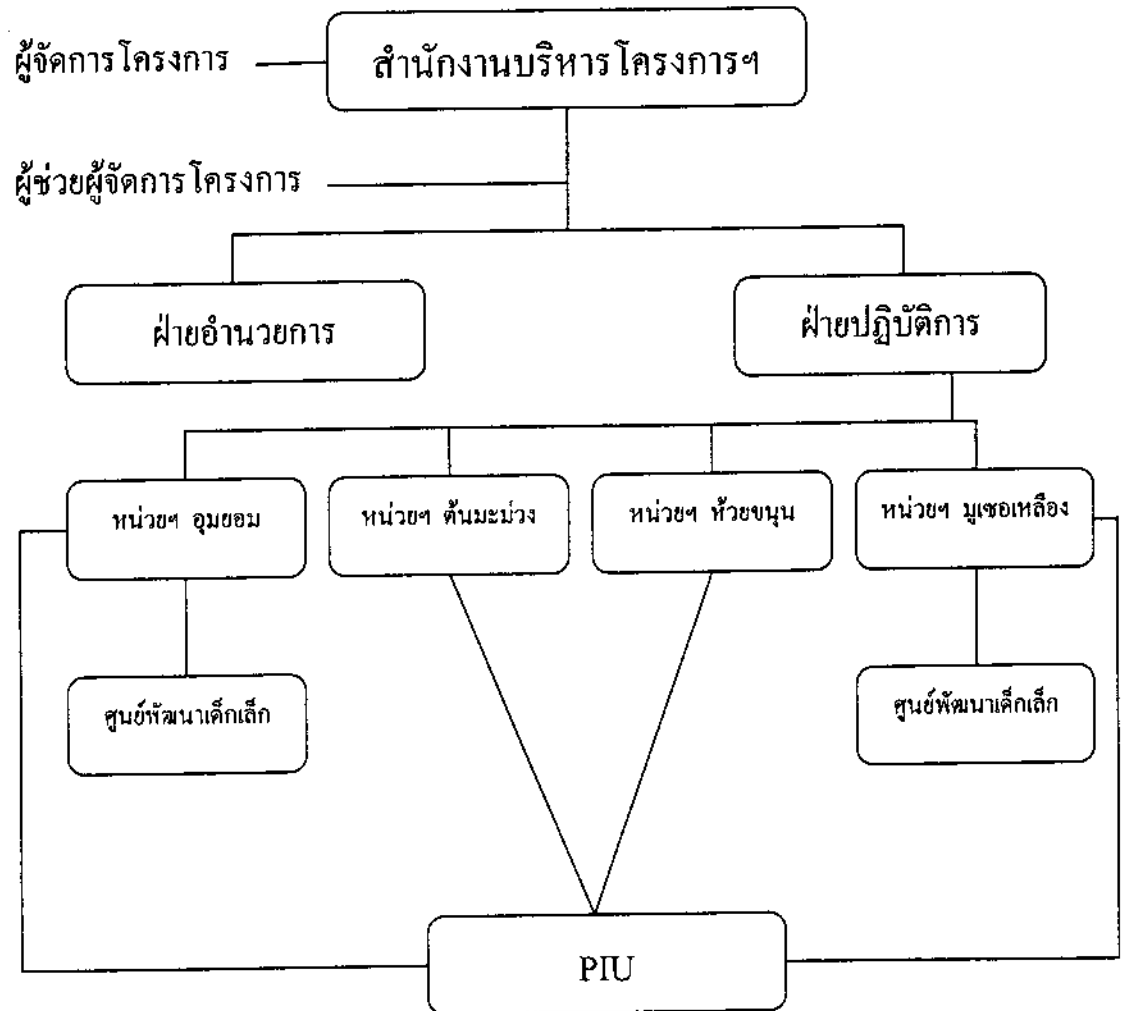 ผู้จัดการโครงการ
สำนักงานบริหารโครงการฯ
ผู้ช่วยผู้จัดการโครงการ
ฝ่ายอำนวยการ
ฝ่ายปฏิบัติการ
หน่วยฯ อุมยอม
หน่วยฯ ต้นมะม่วง
หน่วยฯ ห้วยขนุน
หน่วยฯ มูเซอเหลือง
ศูนย์พัฒนาเด็กเล็ก
ศูนย์พัฒนาเด็กเล็ก
PIU